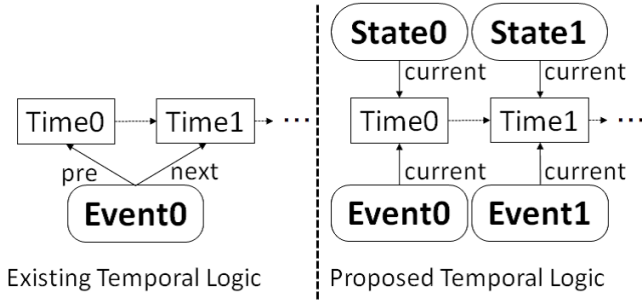 State0 State1
current current
Time0 Time1 ...
Time0 Time1 ...
pre next
current current
Event0
Event0 Event1
Existing Temporal Logic
Proposed Temporal Logic